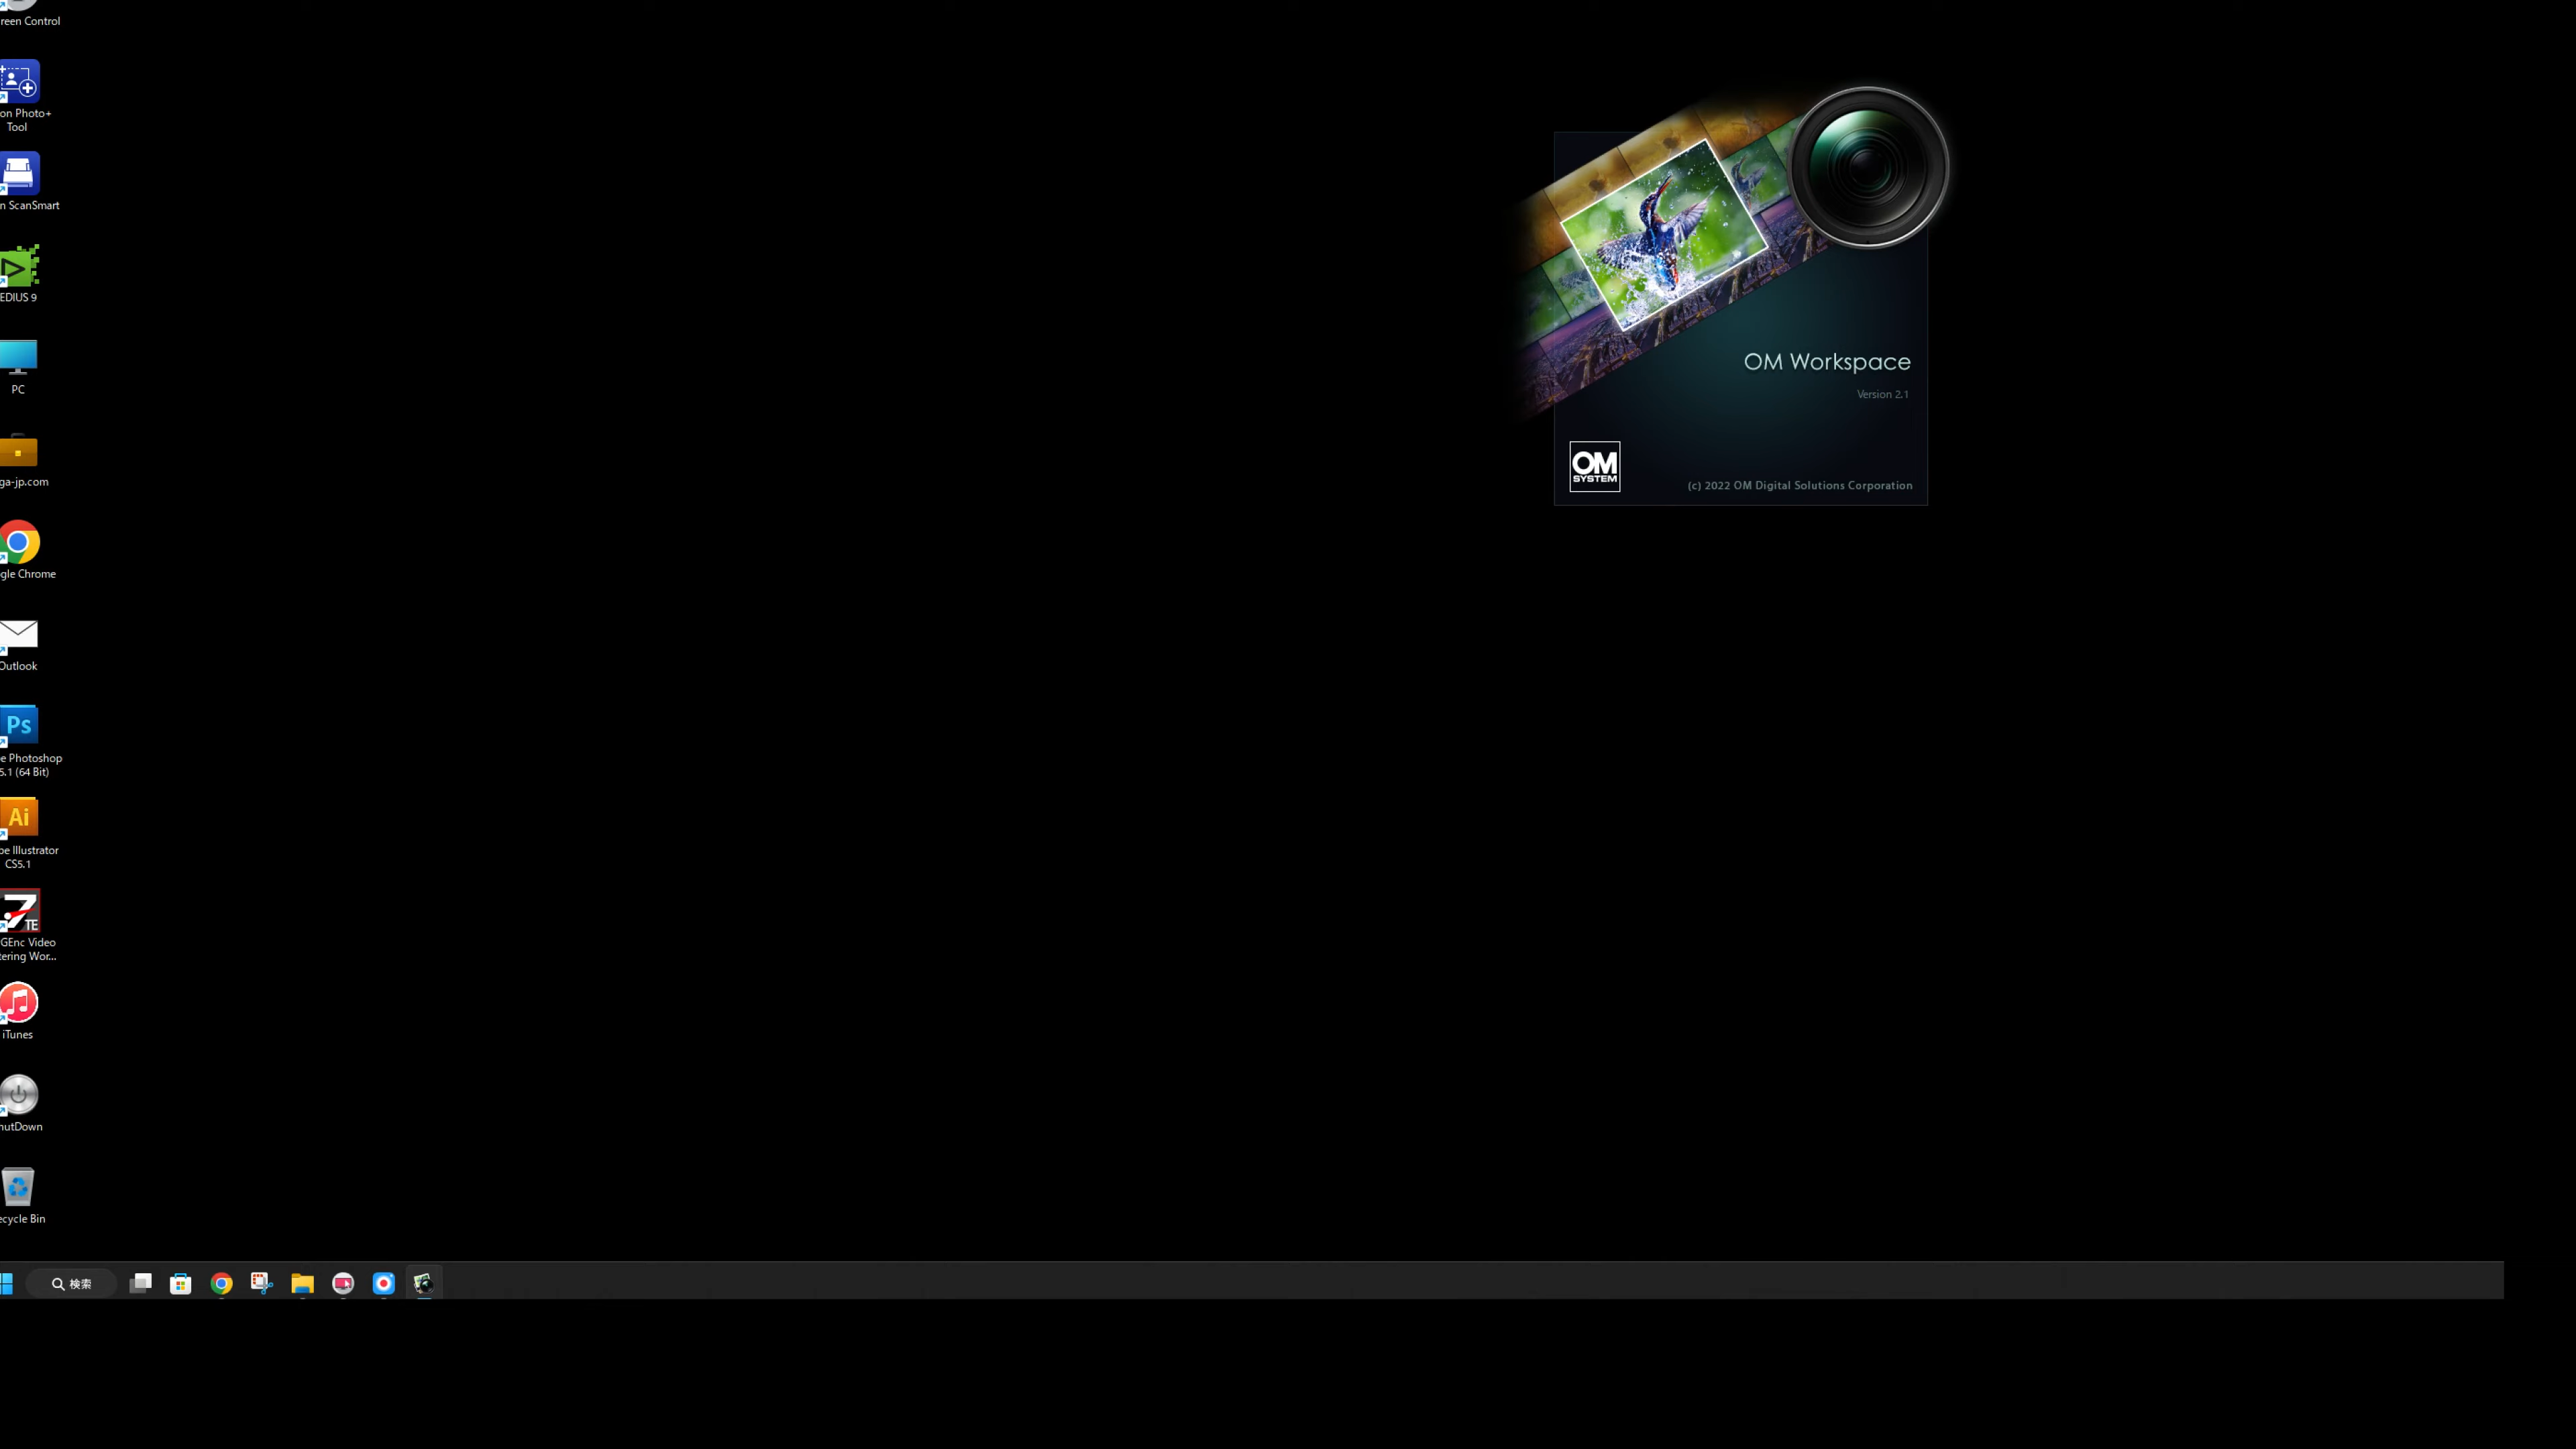 reen Control
on Photo+
Tool
n ScanSmart
EDIUS 9
PC
ga-jp.com
gle Chrome
Outlook
Ps
e Photoshop
5.1 (64 Bit)
Ai
be Illustrator
CS5.1
7
TE
GEnc Video
tering Wor...
iTunes
hutDown
ecycle Bin
検索
OM Workspace
Version 2.1
OM
SYSTEM
(c) 2022 OM Digital Solutions Corporation